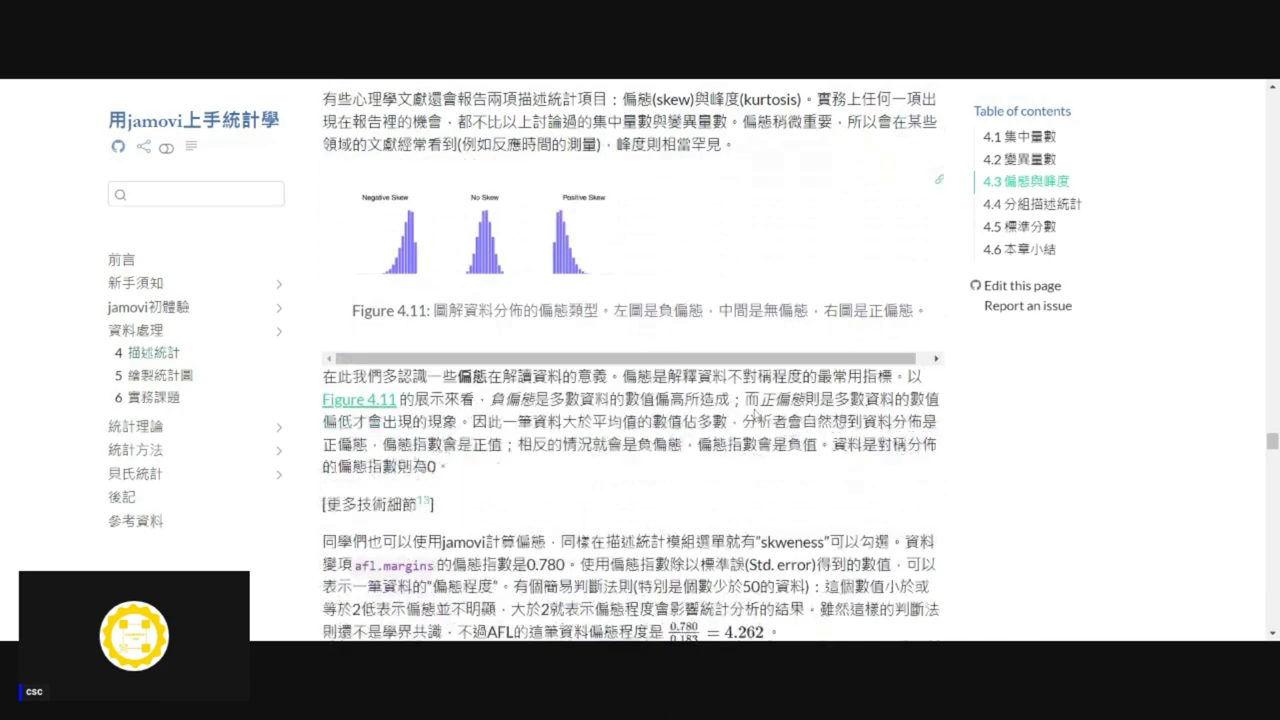 用jamovi上手統計學
前言
新手須知
jamovi初體驗
資料處理
4 描述統計
5 繪製統計圖
6 實務課題
統計理論
統計方法
貝氏統計
後記
參考資料
csc
有些心理學文獻還會報告兩項描述統計項目：偏態(skew)與峰度(kurtosis)。實務上任何一項出
現在報告裡的機會，都不比以上討論過的集中量數與變異量數。偏態稍微重要，所以會在某些
領域的文獻經常看到(例如反應時間的測量)，峰度則相當罕見。
Negative Skew No Skew Positive Skew
Figure 4.11: 圖解資料分佈的偏態類型。左圖是負偏態，中間是無偏態，右圖是正偏態。
在此我們多認識一些偏態在解讀資料的意義。偏態是解釋資料不對稱程度的最常用指標。以
Figure 4.11 的展示來看，負偏態是多數資料的數值偏高所造成；而正偏態則是多數資料的數值
偏低才會出現的現象。因此一筆資料大於平均值的數值佔多數，分析者會自然想到資料分佈是
正偏態，偏態指數會是正值；相反的情況就會是負偏態，偏態指數會是負值。資料是對稱分佈
的偏態指數則為0。
[更多技術細節13]
同學們也可以使用jamovi計算偏態，同樣在描述統計模組選單就有"skweness"可以勾選。資料
變項 afl.margins 的偏態指數是0.780。使用偏態指數除以標準誤(Std. error)得到的數值，可以
表示一筆資料的"偏態程度"。有個簡易判斷法則(特別是個數少於50的資料)：這個數值小於或
等於2低表示偏態並不明顯，大於2就表示偏態程度會影響統計分析的結果。雖然這樣的判斷法
則還不是學界共識，不過AFL的這筆資料偏態程度是 0.780/0.183 = 4.262。
Table of contents
4.1 集中量數
4.2 變異量數
4.3 偏態與峰度
4.4 分組描述統計
4.5 標準分數
4.6 本章小結
Edit this page
Report an issue